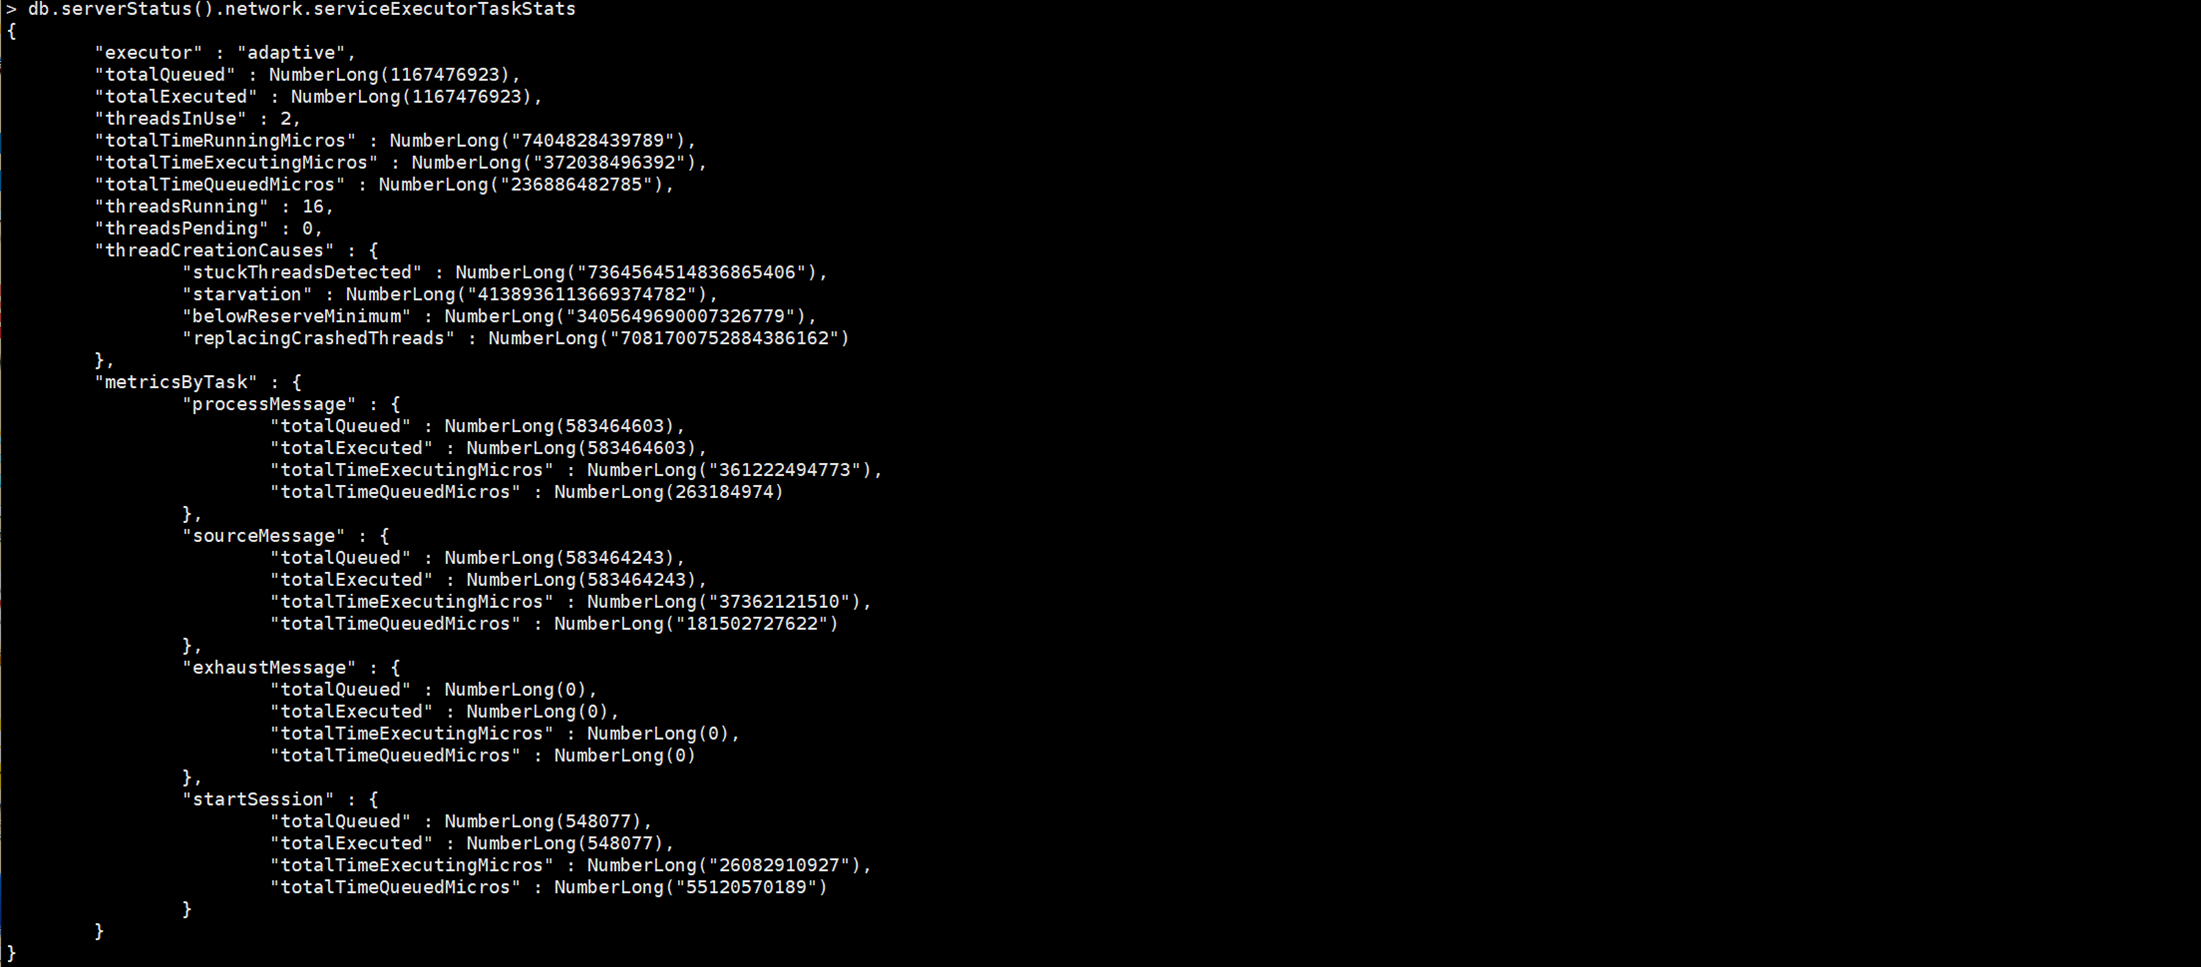 > db.serverStatus().network.serviceExecutorTaskStats
{
        "executor" : "adaptive",
        "totalQueued" : NumberLong(1167476923),
        "totalExecuted" : NumberLong(1167476923),
        "threadsInUse" : 2,
        "totalTimeRunningMicros" : NumberLong("7404828439789"),
        "totalTimeExecutingMicros" : NumberLong("372038496392"),
        "totalTimeQueuedMicros" : NumberLong("236886482785"),
        "threadsRunning" : 16,
        "threadsPending" : 0,
        "threadCreationCauses" : {
                "stuckThreadsDetected" : NumberLong("7364564514836865406"),
                "starvation" : NumberLong("4138936113669374782"),
                "belowReserveMinimum" : NumberLong("3405649690007326779"),
                "replacingCrashedThreads" : NumberLong("7081700752884386162")
        },
        "metricsByTask" : {
                "processMessage" : {
                        "totalQueued" : NumberLong(583464603),
                        "totalExecuted" : NumberLong(583464603),
                        "totalTimeExecutingMicros" : NumberLong("361222494773"),
                        "totalTimeQueuedMicros" : NumberLong(263184974)
                },
                "sourceMessage" : {
                        "totalQueued" : NumberLong(583464243),
                        "totalExecuted" : NumberLong(583464243),
                        "totalTimeExecutingMicros" : NumberLong("37362121510"),
                        "totalTimeQueuedMicros" : NumberLong("181502727622")
                },
                "exhaustMessage" : {
                        "totalQueued" : NumberLong(0),
                        "totalExecuted" : NumberLong(0),
                        "totalTimeExecutingMicros" : NumberLong(0),
                        "totalTimeQueuedMicros" : NumberLong(0)
                },
                "startSession" : {
                        "totalQueued" : NumberLong(548077),
                        "totalExecuted" : NumberLong(548077),
                        "totalTimeExecutingMicros" : NumberLong("26082910927"),
                        "totalTimeQueuedMicros" : NumberLong("55120570189")
                }
        }
}